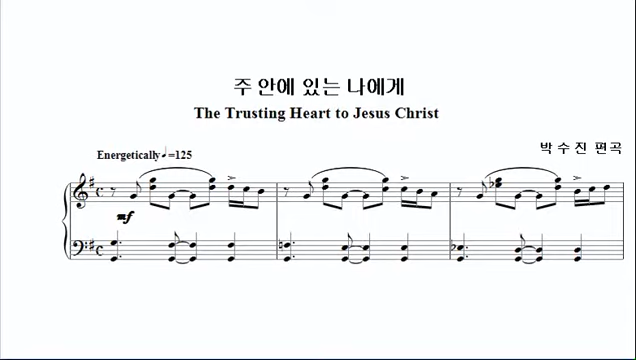 주 안에 있는 나에게
The Trusting Heart to Jesus Christ
박 수 진 편곡
Energetically ♩=125
mf